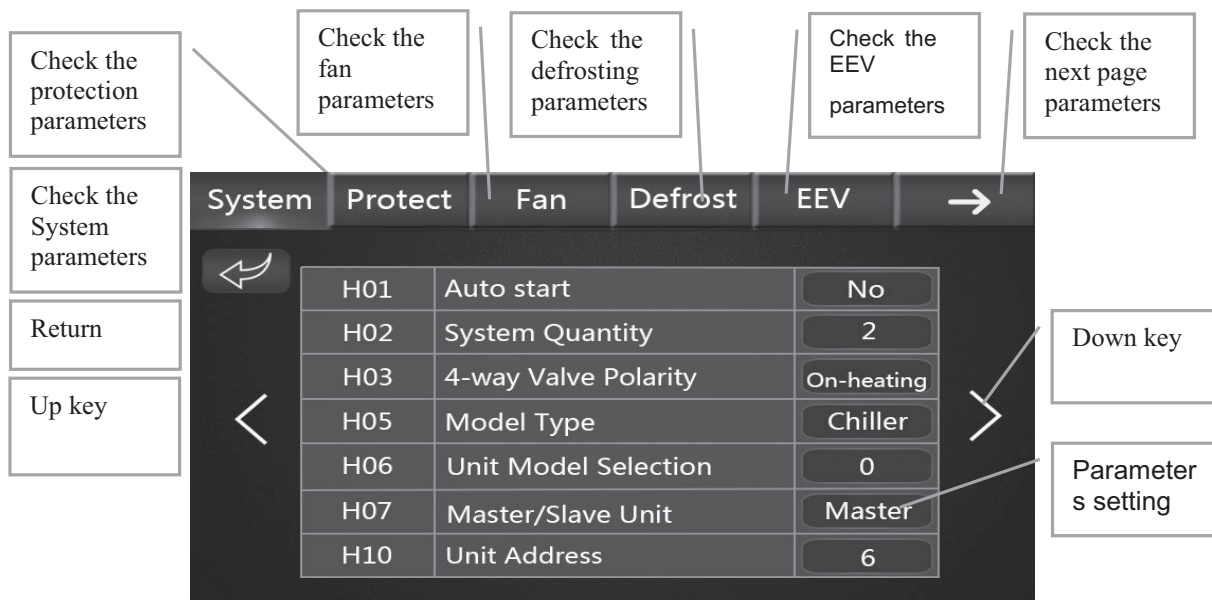 Check the
protection
parameters
Check the
fan
parameters
Check the
defrosting
parameters
Check the
EEV
parameters
Check the
next page
parameters
Check the
System
parameters
Return
Up key
System Protect Fan Defrost EEV →
H01 Auto start No
H02 System Quantity 2
H03 4-way Valve Polarity On-heating
H05 Model Type Chiller
H06 Unit Model Selection 0
H07 Master/Slave Unit Master
H10 Unit Address 6
Down key
Parameter
s setting